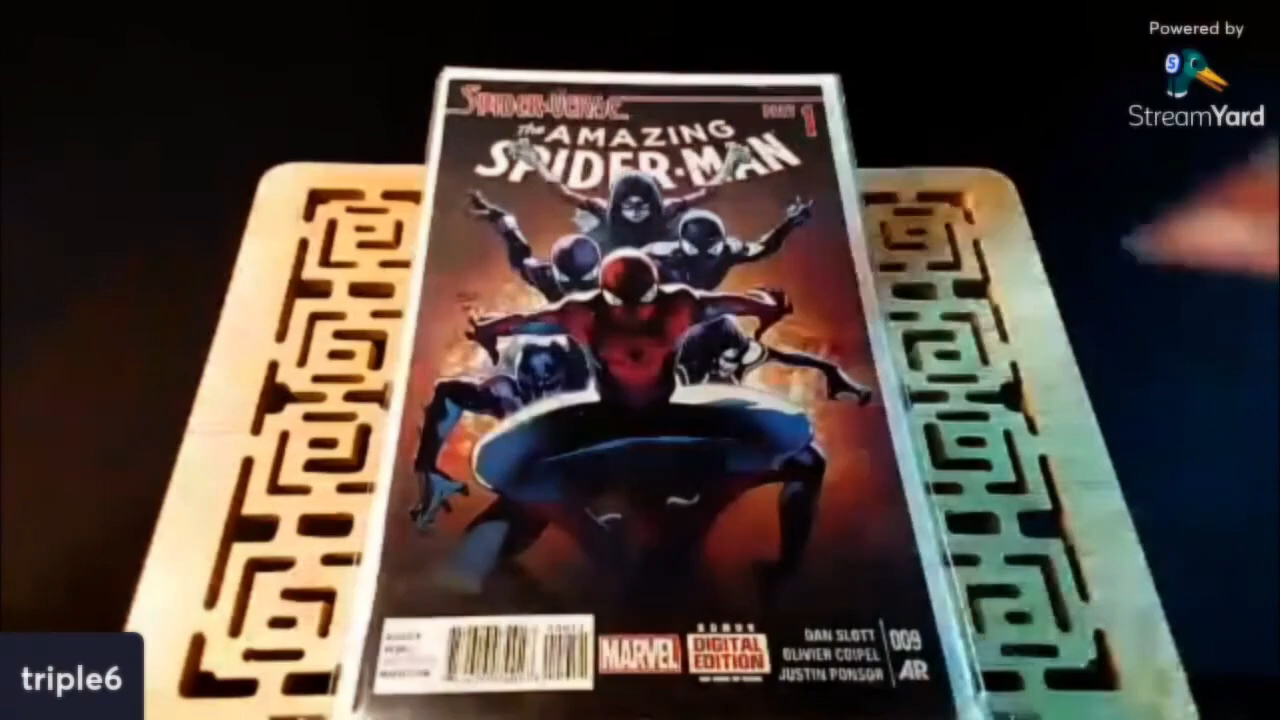 Powered by
StreamYard
SPIDER-VERSE PART 1
the AMAZING
SPIDER-MAN
MARVEL
BONUS
DIGITAL
EDITION
DAN SLOTT
OLIVIER COIPEL
JUSTIN PONSOR
009
AR
triple6